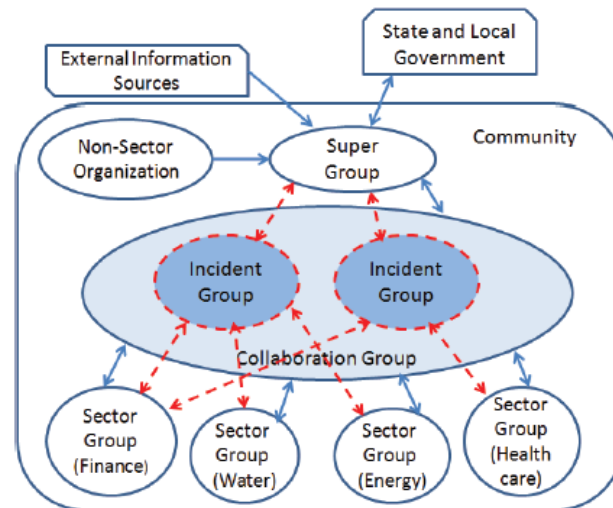 State and Local
Government
External Information
Sources
Community
Non-Sector
Organization
Super
Group
Incident
Group
Incident
Group
Collaboration Group
Sector
Group
(Finance)
Sector
Group
(Water)
Sector
Group
(Energy)
Sector
Group
(Health
care)